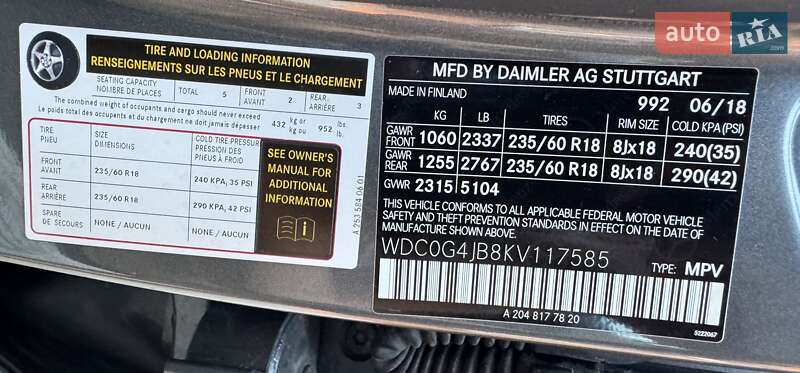 TIRE AND LOADING INFORMATION
RENSEIGNEMENTS SUR LES PNEUS ET LE CHARGEMENT
SEATING CAPACITY
NOMBRE DE PLACES
TOTAL 5
FRONT
AVANT 2
REAR
ARRIÈRE 3
The combined weight of occupants and cargo should never exceed
Le poids total des occupants et du chargement ne doit jamais dépasser
432 kg or
kg ou
952 lbs.
lb.
TIRE
PNEU
SIZE
DIMENSIONS
COLD TIRE PRESSURE
PRESSION DES
PNEUS À FROID
FRONT
AVANT
235/60 R18
240 KPA, 35 PSI
REAR
ARRIÈRE
235/60 R18
290 KPA, 42 PSI
SPARE
DE SECOURS
NONE / AUCUN
NONE / AUCUN
SEE OWNER'S
MANUAL FOR
ADDITIONAL
INFORMATION
A 253 584 06 01
MFD BY DAIMLER AG STUTTGART
MADE IN FINLAND
992 06/18
KG LB TIRES RIM SIZE COLD KPA (PSI)
GAWR
FRONT 1060 2337 235/60 R18 8Jx18 240(35)
GAWR
REAR 1255 2767 235/60 R18 8Jx18 290(42)
GVWR 2315 5104
THIS VEHICLE CONFORMS TO ALL APPLICABLE FEDERAL MOTOR VEHICLE
SAFETY AND THEFT PREVENTION STANDARDS IN EFFECT ON THE DATE OF
MANUFACTURE SHOWN ABOVE.
WDC0G4JB8KV117585
TYPE: MPV
A 204 817 78 20
5222067
auto RIA